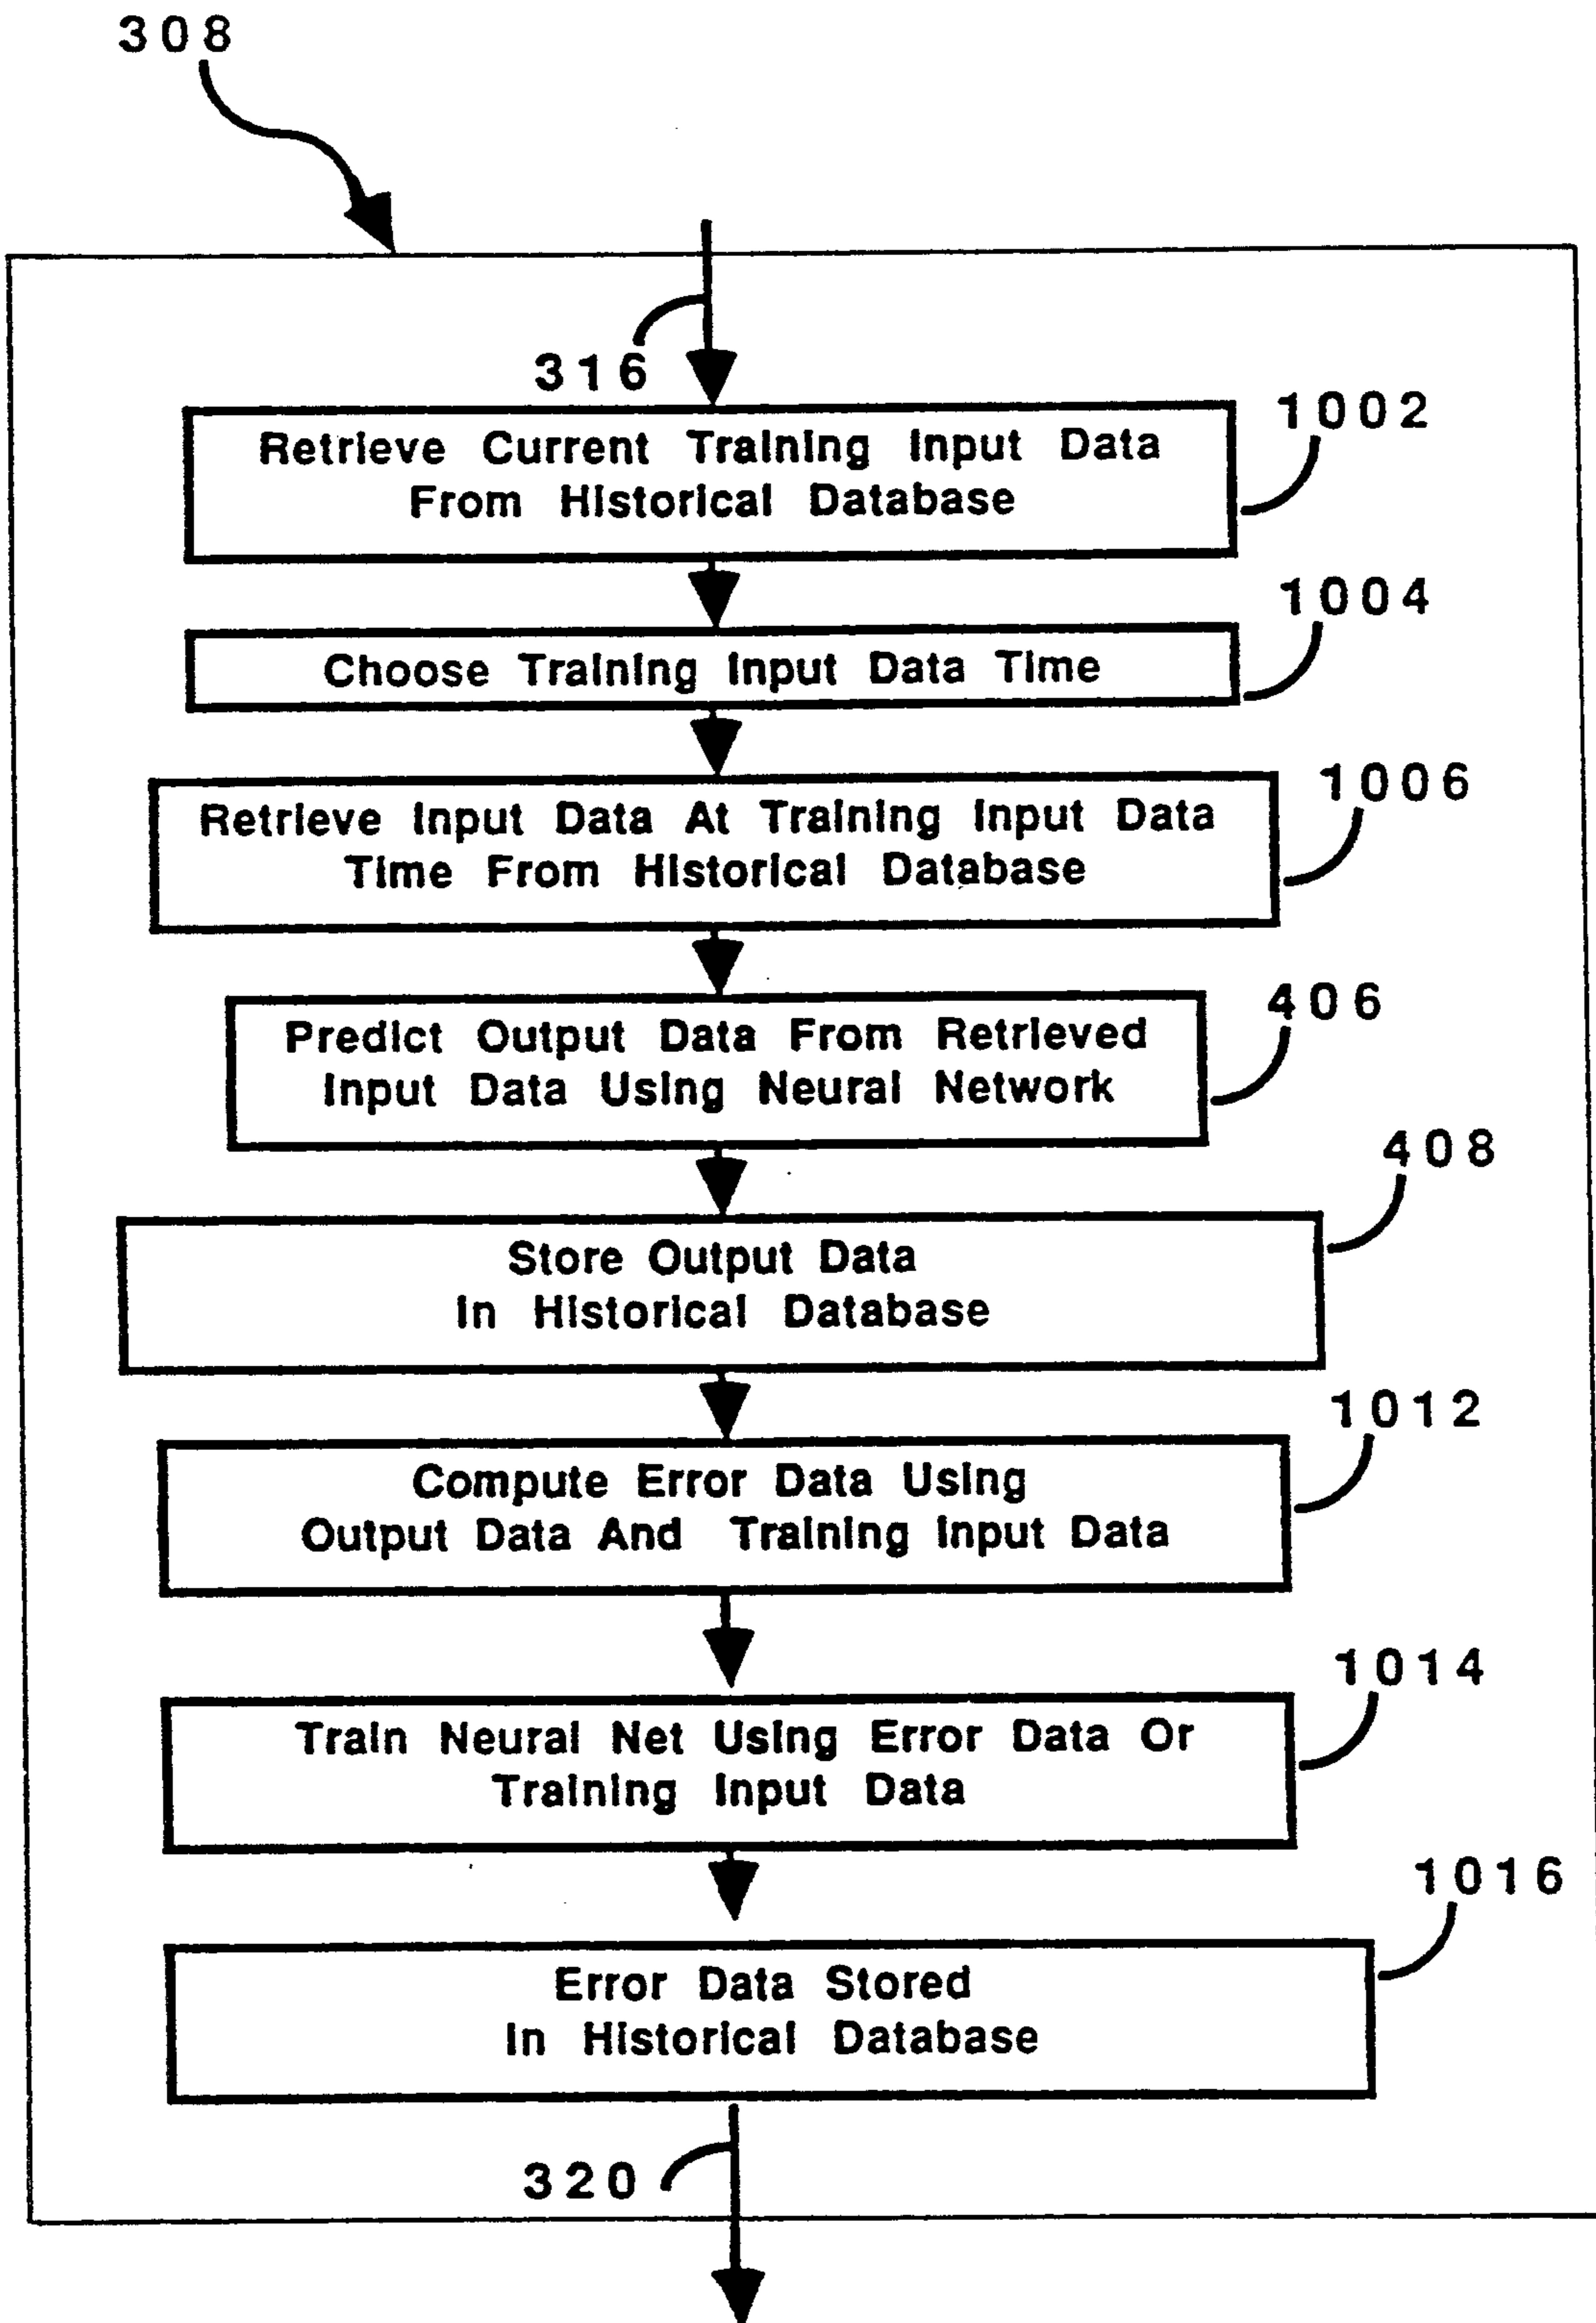 308
316
1002
Retrieve Current Training Input Data
From Historical Database
1004
Choose Training Input Data Time
1006
Retrieve Input Data At Training Input Data
Time From Historical Database
406
Predict Output Data From Retrieved
Input Data Using Neural Network
408
Store Output Data
In Historical Database
1012
Compute Error Data Using
Output Data And Training Input Data
1014
Train Neural Net Using Error Data Or
Training Input Data
1016
Error Data Stored
In Historical Database
320